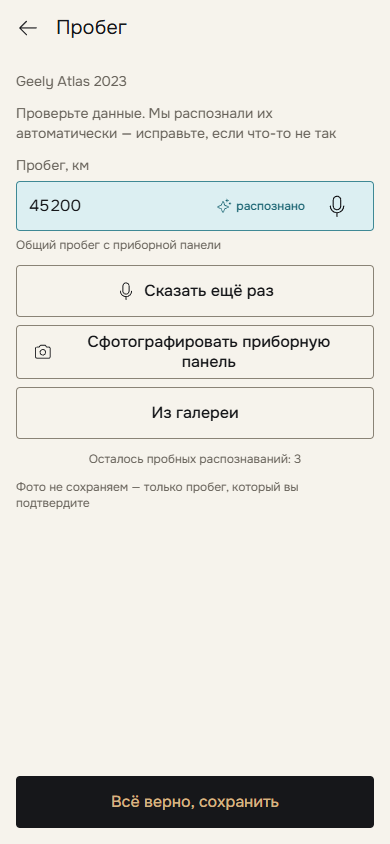 Пробег
Geely Atlas 2023
Проверьте данные. Мы распознали их
автоматически — исправьте, если что-то не так
Пробег, км
45 200
распознано
Общий пробег с приборной панели
Сказать ещё раз
Сфотографировать приборную
панель
Из галереи
Осталось пробных распознаваний: 3
Фото не сохраняем — только пробег, который вы
подтвердите
Всё верно, сохранить